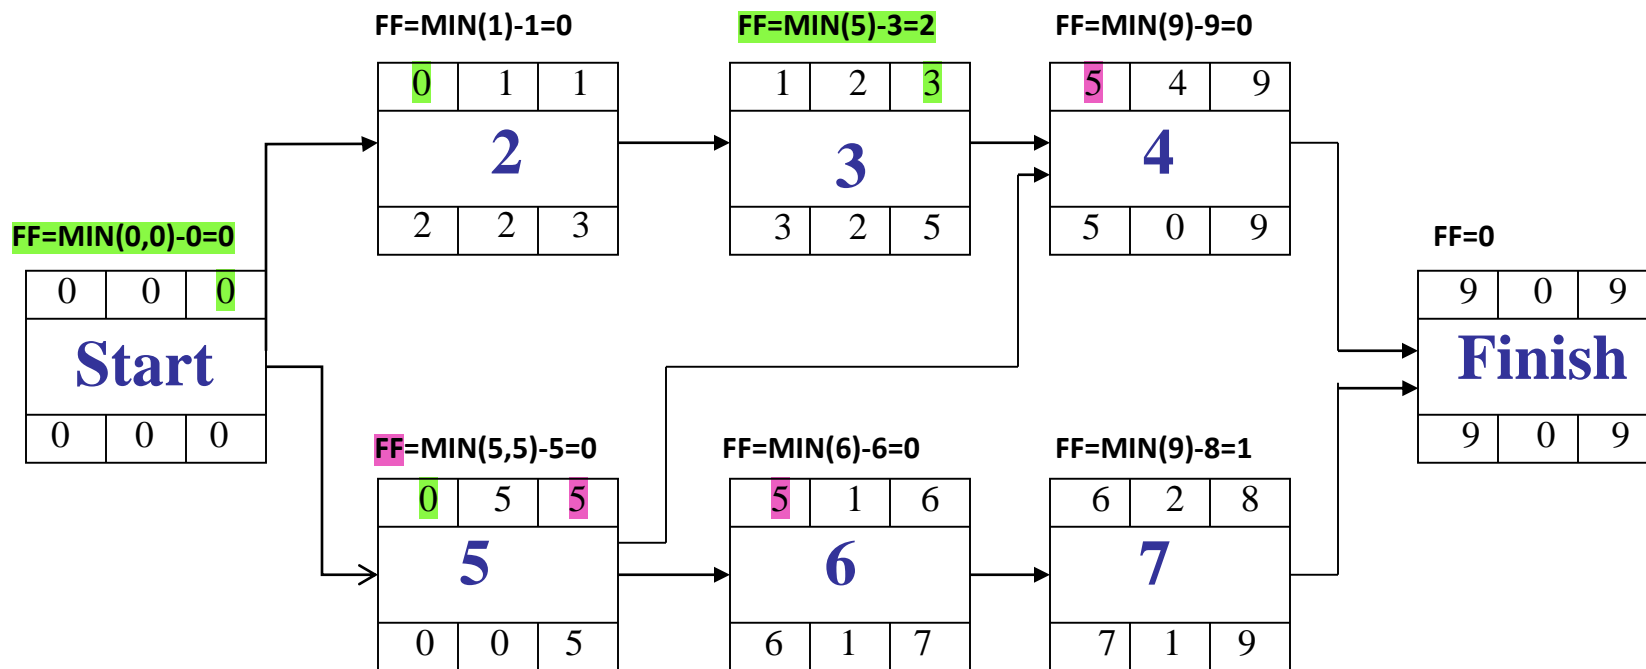 FF=MIN(1)-1=0 FF=MIN(5)-3=2 FF=MIN(9)-9=0
0 1 1 1 2 3 5 4 9
2 3 4
2 2 3 3 2 5 5 0 9
FF=MIN(0,0)-0=0 FF=0
0 0 0 9 0 9
Start Finish
0 0 0 9 0 9
FF=MIN(5,5)-5=0 FF=MIN(6)-6=0 FF=MIN(9)-8=1
0 5 5 5 1 6 6 2 8
5 6 7
0 0 5 6 1 7 7 1 9